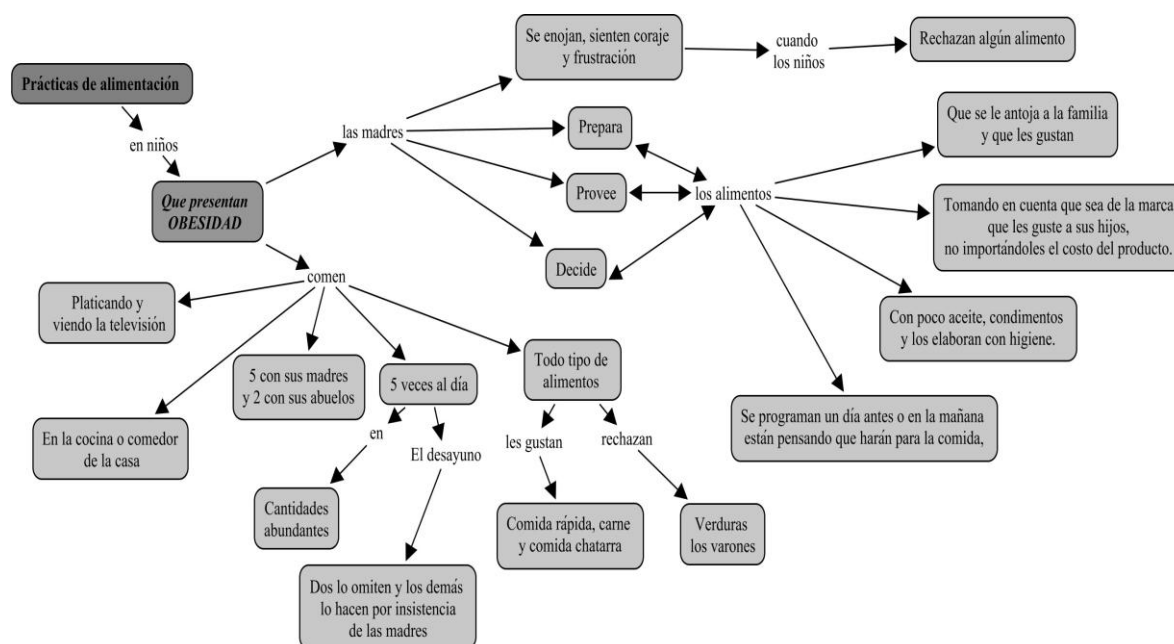 Prácticas de alimentación
en niños
Que presentan
OBESIDAD
las madres
Se enojan, sienten coraje
y frustración
cuando
los niños
Rechazan algún alimento
Prepara
Provee
Decide
los alimentos
Que se le antoja a la familia
y que les gustan
Tomando en cuenta que sea de la marca
que les guste a sus hijos,
no importándoles el costo del producto.
Con poco aceite, condimentos
y los elaboran con higiene.
Se programan un día antes o en la mañana
están pensando que harán para la comida,
comen
Platicando y
viendo la televisión
En la cocina o comedor
de la casa
5 con sus madres
y 2 con sus abuelos
5 veces al día
en
Cantidades
abundantes
El desayuno
Dos lo omiten y los demás
lo hacen por insistencia
de las madres
Todo tipo de
alimentos
les gustan
Comida rápida, carne
y comida chatarra
rechazan
Verduras
los varones